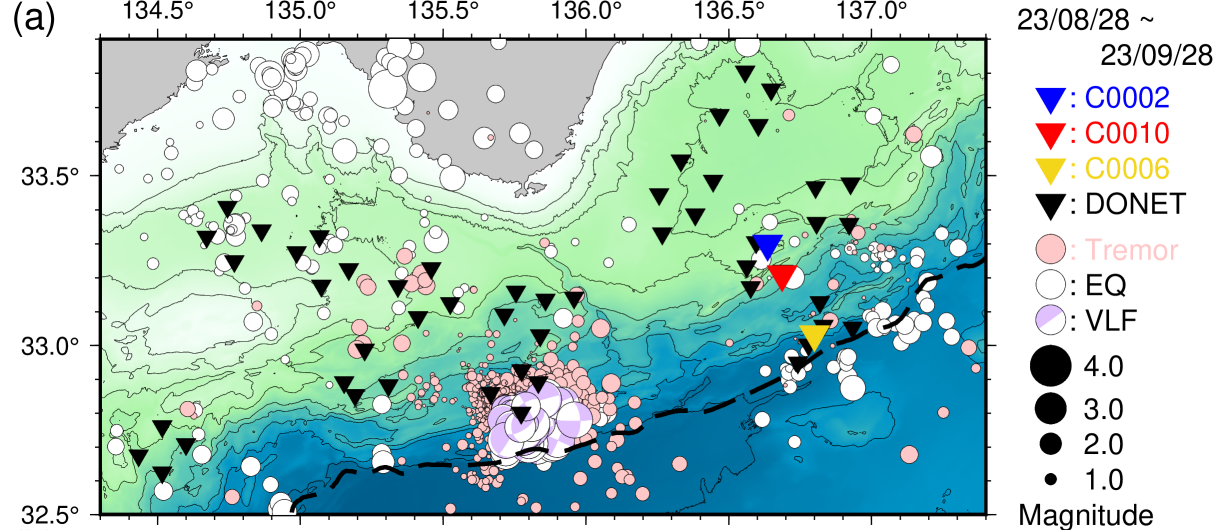 (a)
134.5° 135.0° 135.5° 136.0° 136.5° 137.0°
23/08/28 ~
23/09/28
: C0002
: C0010
: C0006
: DONET
: Tremor
: EQ
: VLF
4.0
3.0
2.0
1.0
Magnitude
33.5°
33.0°
32.5°